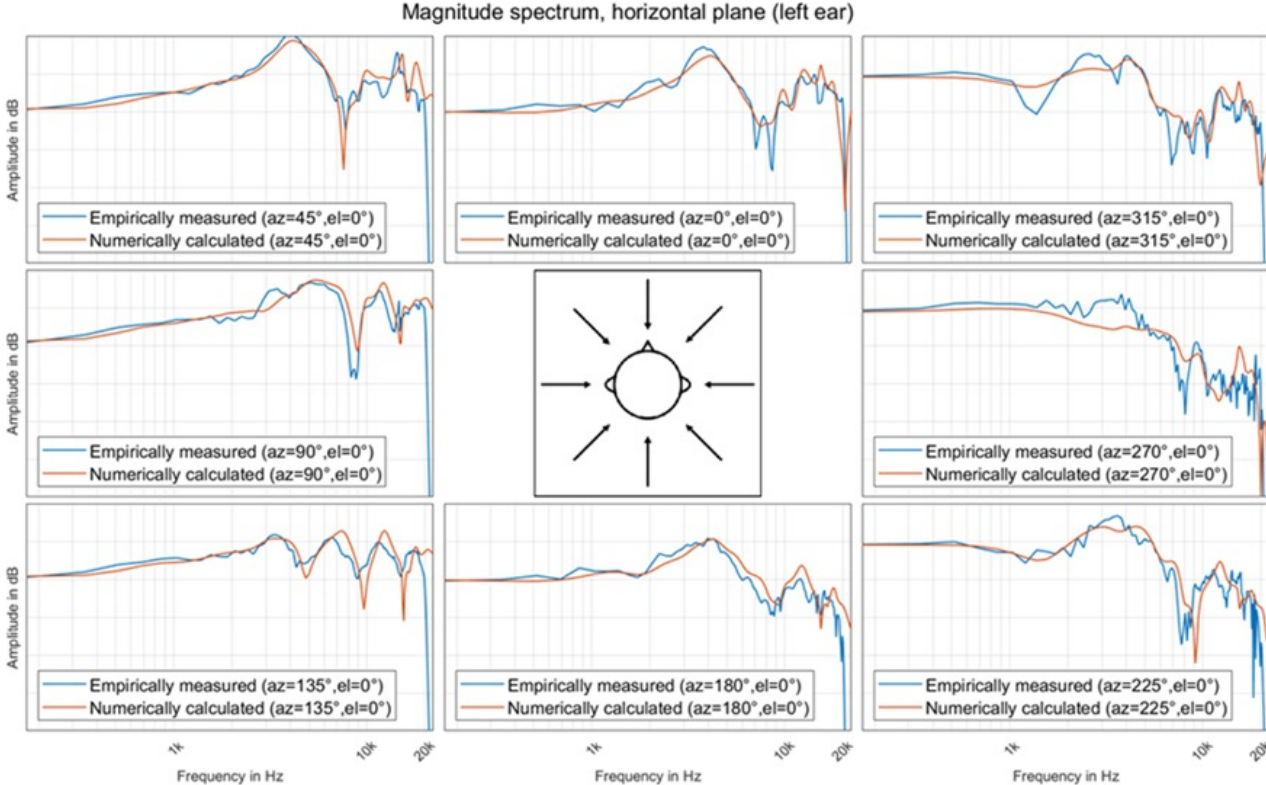 Magnitude spectrum, horizontal plane (left ear)
Amplitude in dB
Empirically measured (az=45°,el=0°)
Numerically calculated (az=45°,el=0°)
Empirically measured (az=0°,el=0°)
Numerically calculated (az=0°,el=0°)
Empirically measured (az=315°,el=0°)
Numerically calculated (az=315°,el=0°)
Amplitude in dB
Empirically measured (az=90°,el=0°)
Numerically calculated (az=90°,el=0°)
Empirically measured (az=270°,el=0°)
Numerically calculated (az=270°,el=0°)
Amplitude in dB
Empirically measured (az=135°,el=0°)
Numerically calculated (az=135°,el=0°)
Empirically measured (az=180°,el=0°)
Numerically calculated (az=180°,el=0°)
Empirically measured (az=225°,el=0°)
Numerically calculated (az=225°,el=0°)
1k 10k 20k
1k 10k 20k
1k 10k 20k
Frequency in Hz
Frequency in Hz
Frequency in Hz